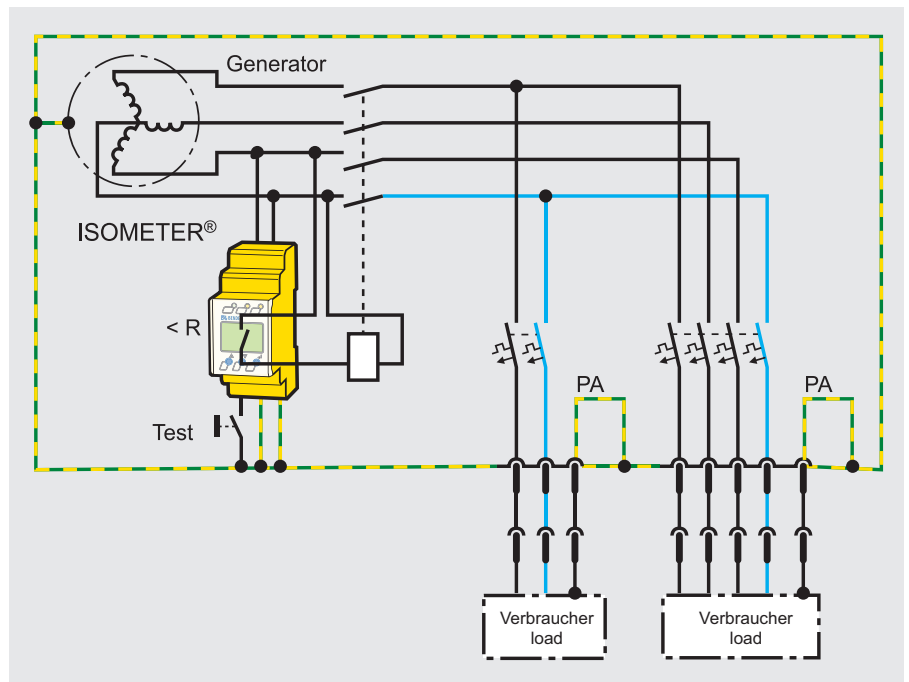 Generator
ISOMETER®
< R
Test
PA
PA
Verbraucher
load
Verbraucher
load